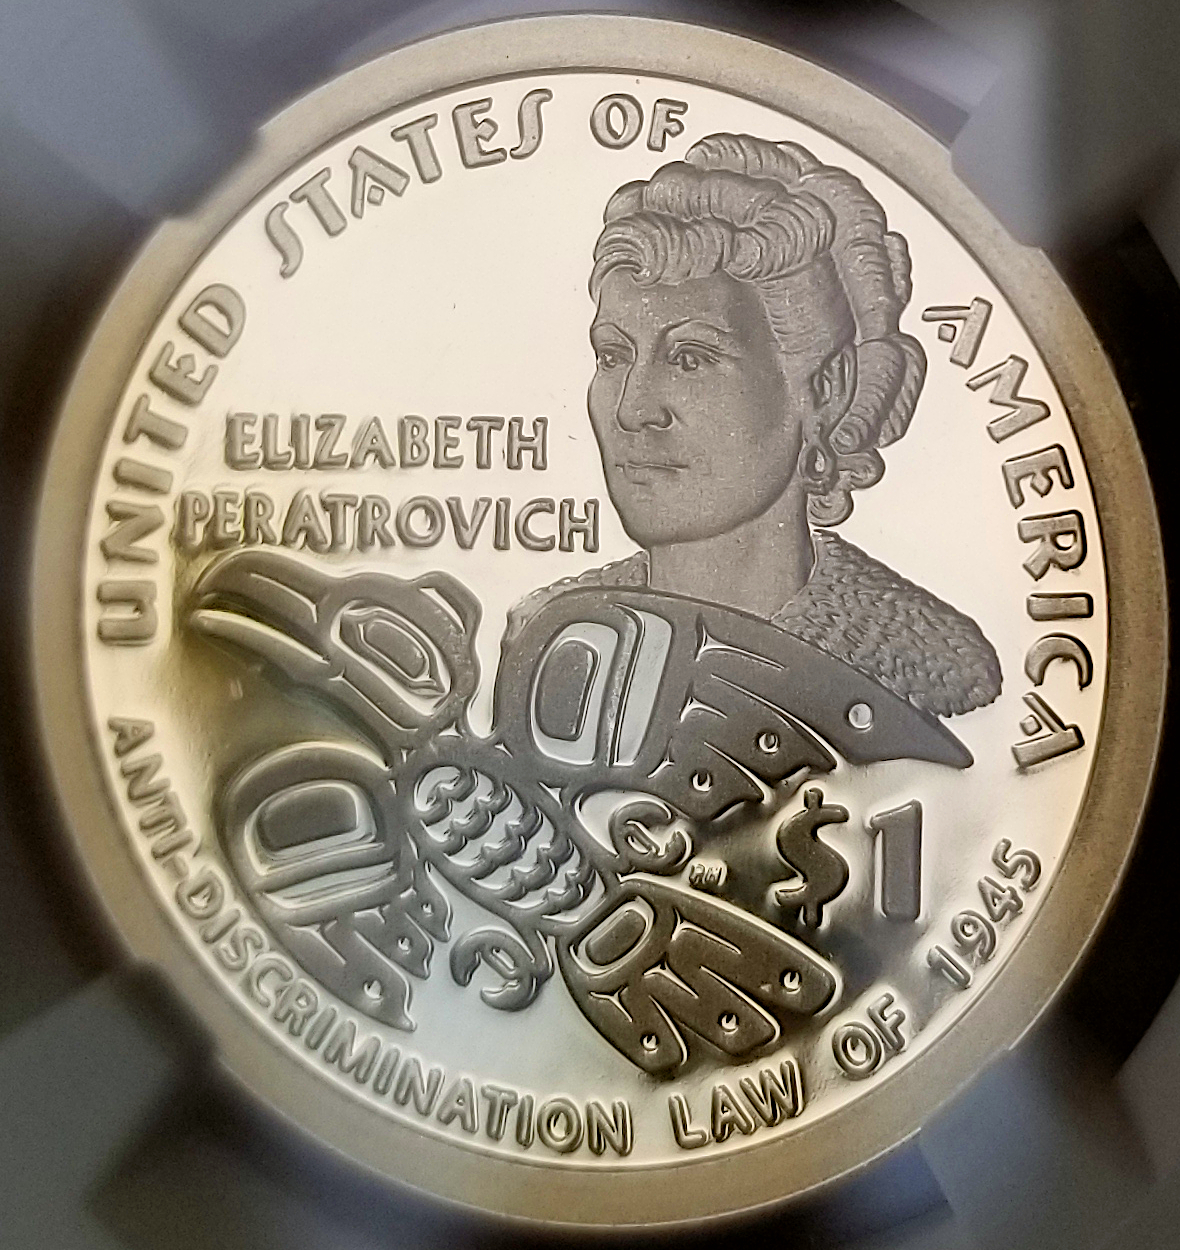 UNITED STATES OF AMERICA
ELIZABETH
PERATROVICH
$1
ANTI-DISCRIMINATION LAW OF 1945